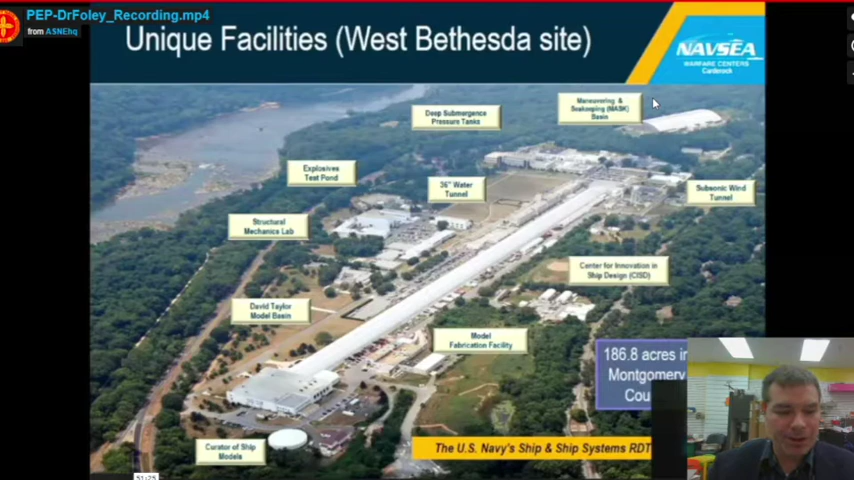 PEP-DrFoley_Recording.mp4
from ASNEhq
Unique Facilities (West Bethesda site)
NAVSEA
WARFARE CENTERS
Carderock
Deep Submergence
Pressure Tanks
Maneuvering &
Seakeeping (MASK)
Basin
Explosives
Test Pond
36" Water
Tunnel
Subsonic Wind
Tunnel
Structural
Mechanics Lab
Center for Innovation in
Ship Design (CISD)
David Taylor
Model Basin
Model
Fabrication Facility
186.8 acres in
Montgomery
Cou
Curator of Ship
Models
The U.S. Navy's Ship & Ship Systems RDT
51:25